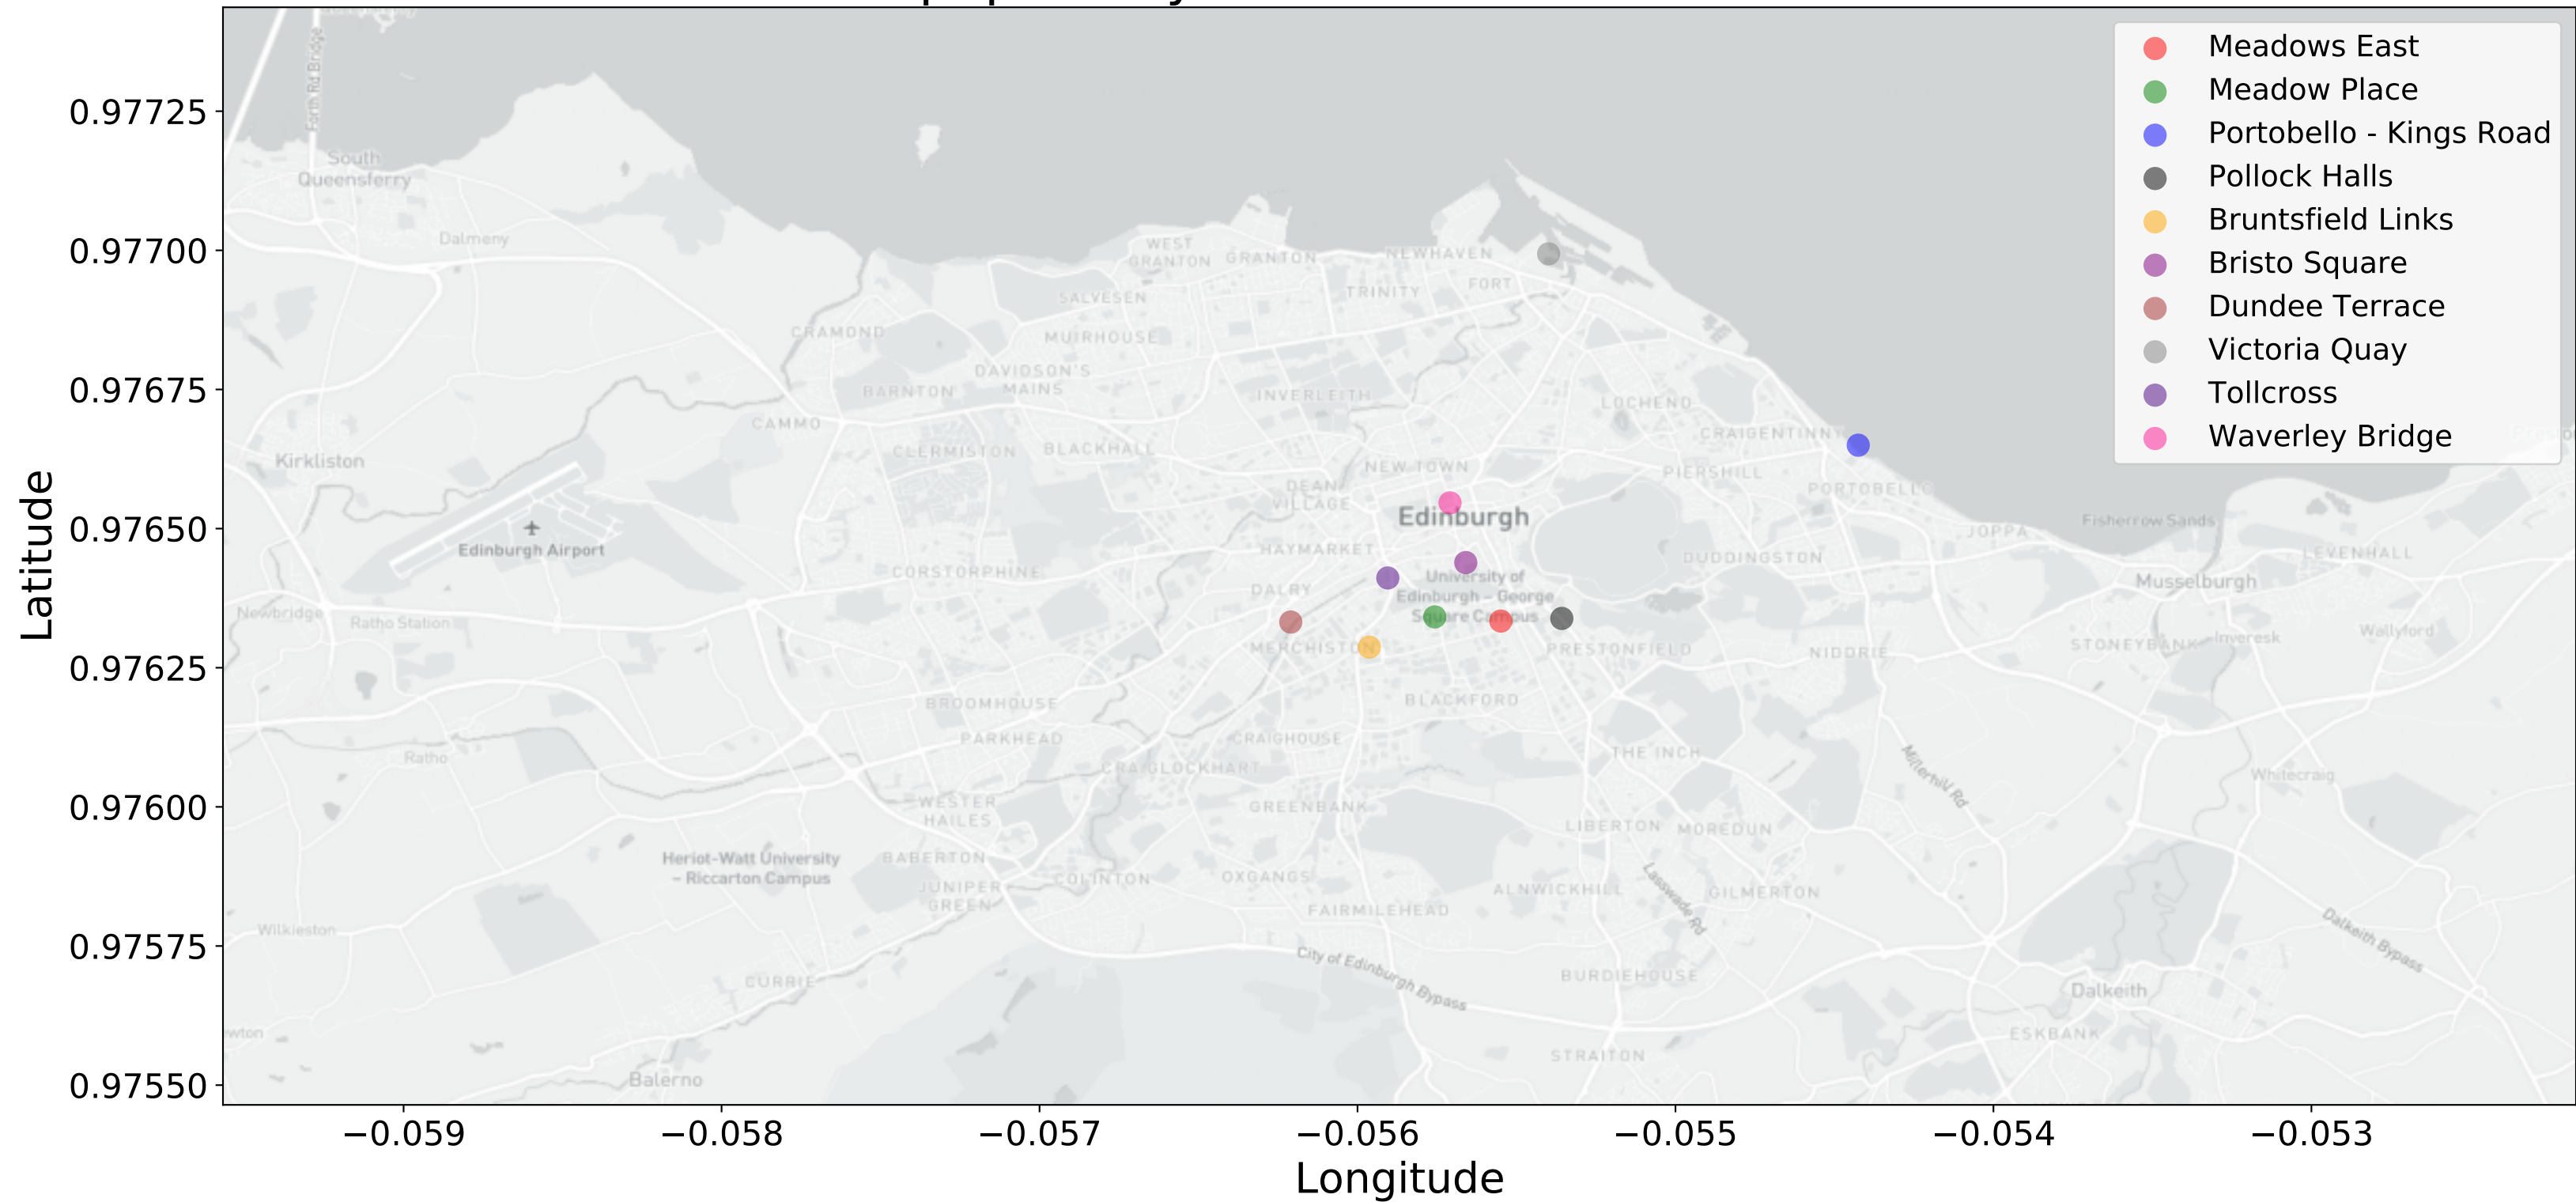 Forth Rd Bridge
South
Queensferry
Dalmeny
Kirkliston
Edinburgh Airport
Newbridge
Ratho Station
Ratho
Wilkieston
Heriot-Watt University
– Riccarton Campus
Balerno
CURRIE
CRAMOND
BARNTON
CAMMO
CLERMISTON
CORSTORPHINE
WEST
GRANTON
GRANTON
SALVESEN
MUIRHOUSE
DAVIDSON'S
MAINS
BLACKHALL
NEWHAVEN
TRINITY
FORT
INVERLEITH
LOCHEND
CRAIGENTINNY
PIERSHILL
PORTOBELLO
NEW TOWN
DEAN
VILLAGE
Edinburgh
HAYMARKET
DALRY
University of
Edinburgh – George
Square Campus
MERCHISTON
PRESTONFIELD
BLACKFORD
DUDDINGSTON
JOPPA
Fisherrow Sands
LEVENHALL
Musselburgh
STONEYBANK
Inveresk
Wallyford
NIDDRIE
BROOMHOUSE
PARKHEAD
CRAIGHOUSE
CRAIGLOCKHART
THE INCH
Millerhill Rd
Whitecraig
WESTER
HAILES
GREENBANK
LIBERTON
MOREDUN
BABERTON
JUNIPER
GREEN
COLINTON
OXGANGS
FAIRMILEHEAD
ALNWICKHILL
Lasswade Rd
GILMERTON
City of Edinburgh Bypass
BURDIEHOUSE
Dalkeith Bypass
Dalkeith
ESKBANK
STRAITON
Meadows East
Meadow Place
Portobello - Kings Road
Pollock Halls
Bruntsfield Links
Bristo Square
Dundee Terrace
Victoria Quay
Tollcross
Waverley Bridge
Latitude
0.97725
0.97700
0.97675
0.97650
0.97625
0.97600
0.97575
0.97550
−0.059
−0.058
−0.057
−0.056
−0.055
−0.054
−0.053
Longitude